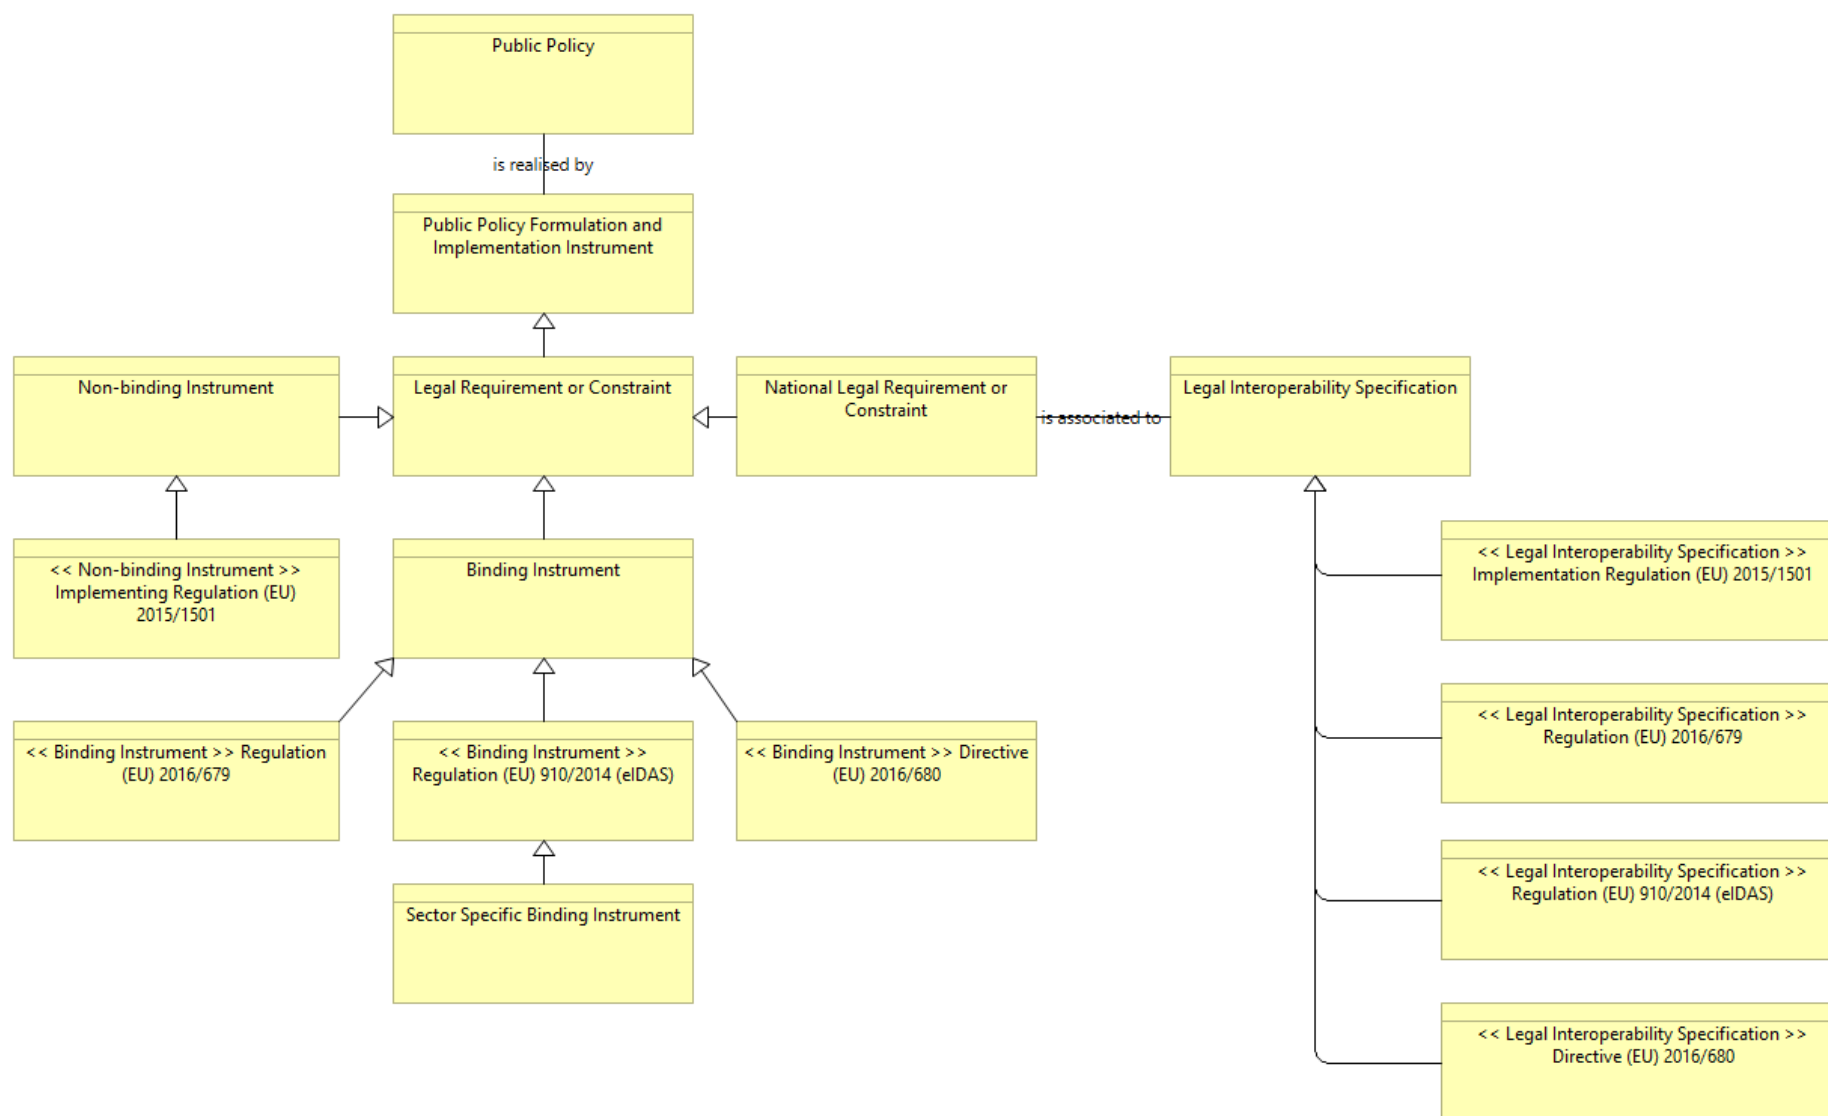 Public Policy
is realised by
Public Policy Formulation and
Implementation Instrument
Non-binding Instrument
Legal Requirement or Constraint
National Legal Requirement or
Constraint
is associated to
Legal Interoperability Specification
<< Non-binding Instrument >>
Implementing Regulation (EU)
2015/1501
Binding Instrument
<< Legal Interoperability Specification >>
Implementation Regulation (EU) 2015/1501
<< Binding Instrument >> Regulation
(EU) 2016/679
<< Binding Instrument >>
Regulation (EU) 910/2014 (eIDAS)
<< Binding Instrument >> Directive
(EU) 2016/680
<< Legal Interoperability Specification >>
Regulation (EU) 2016/679
Sector Specific Binding Instrument
<< Legal Interoperability Specification >>
Regulation (EU) 910/2014 (eIDAS)
<< Legal Interoperability Specification >>
Directive (EU) 2016/680